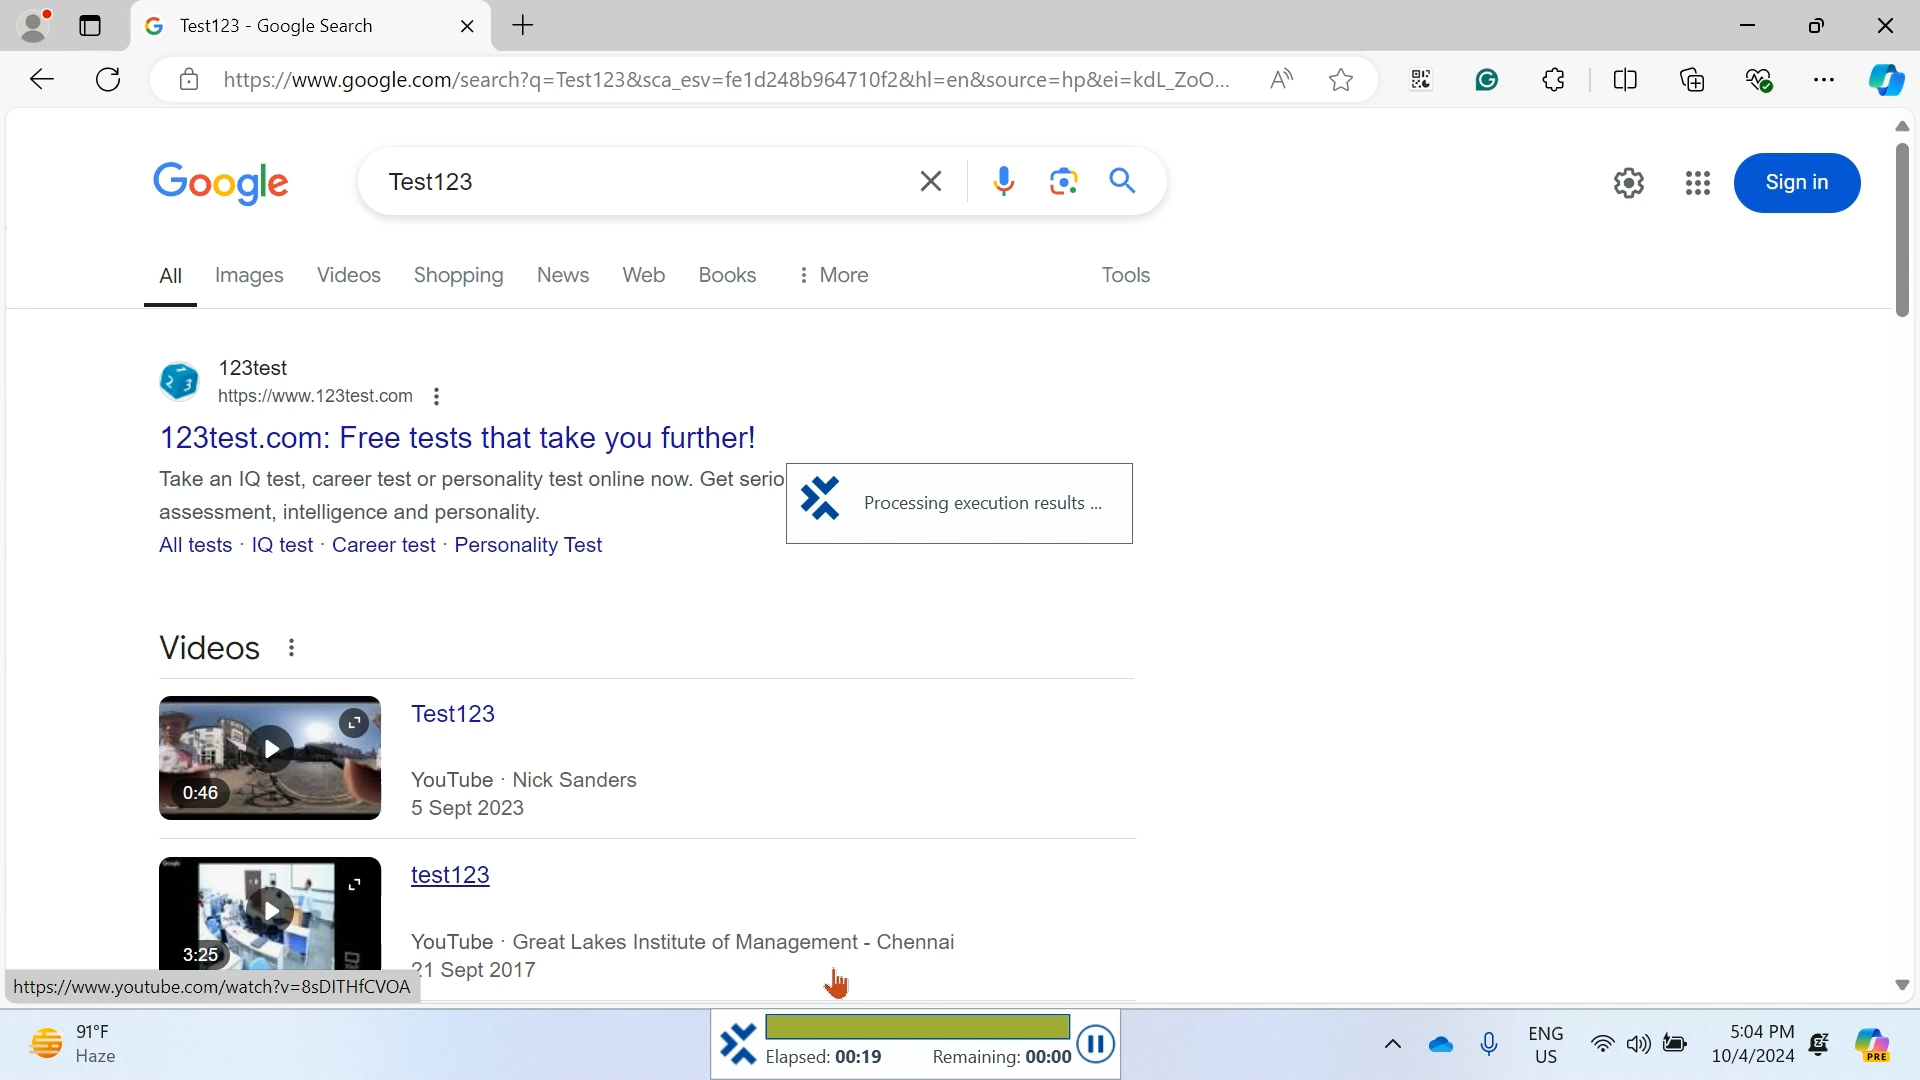 Test123 - Google Search
https://www.google.com/search?q=Test123&sca_esv=fe1d248b964710f2&hl=en&source=hp&ei=kdL_ZoO...
Google
Test123
Sign in
All Images Videos Shopping News Web Books More Tools
123test
https://www.123test.com
123test.com: Free tests that take you further!
Take an IQ test, career test or personality test online now. Get serio
assessment, intelligence and personality.
Processing execution results ...
All tests · IQ test · Career test · Personality Test
Videos
Test123
YouTube · Nick Sanders
0:46
5 Sept 2023
test123
YouTube · Great Lakes Institute of Management - Chennai
3:25
21 Sept 2017
https://www.youtube.com/watch?v=8sDITHfCVOA
91°F
Haze
Elapsed: 00:19 Remaining: 00:00
ENG
US
5:04 PM
10/4/2024
PRE